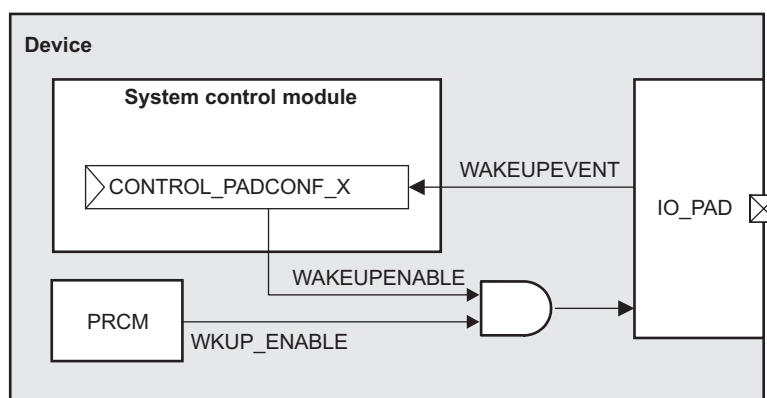 Device
System control module
CONTROL_PADCONF_X
WAKEUPEVENT
IO_PAD
WAKEUPENABLE
PRCM
WKUP_ENABLE